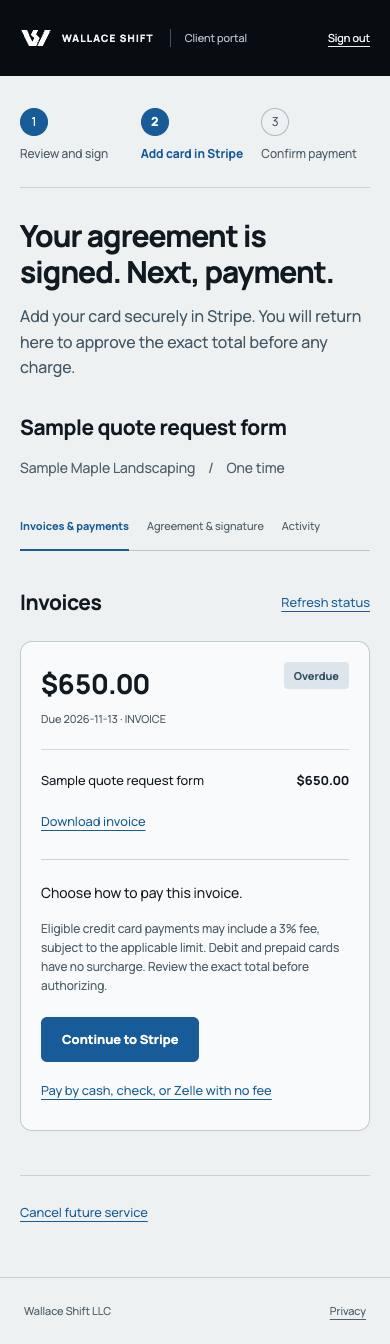 WALLACE SHIFT
Client portal
Sign out
1
2
3
Review and sign
Add card in Stripe
Confirm payment
Your agreement is
signed. Next, payment.
Add your card securely in Stripe. You will return
here to approve the exact total before any
charge.
Sample quote request form
Sample Maple Landscaping / One time
Invoices & payments
Agreement & signature
Activity
Invoices
Refresh status
$650.00
Overdue
Due 2026-11-13 · INVOICE
Sample quote request form
$650.00
Download invoice
Choose how to pay this invoice.
Eligible credit card payments may include a 3% fee,
subject to the applicable limit. Debit and prepaid cards
have no surcharge. Review the exact total before
authorizing.
Continue to Stripe
Pay by cash, check, or Zelle with no fee
Cancel future service
Wallace Shift LLC
Privacy